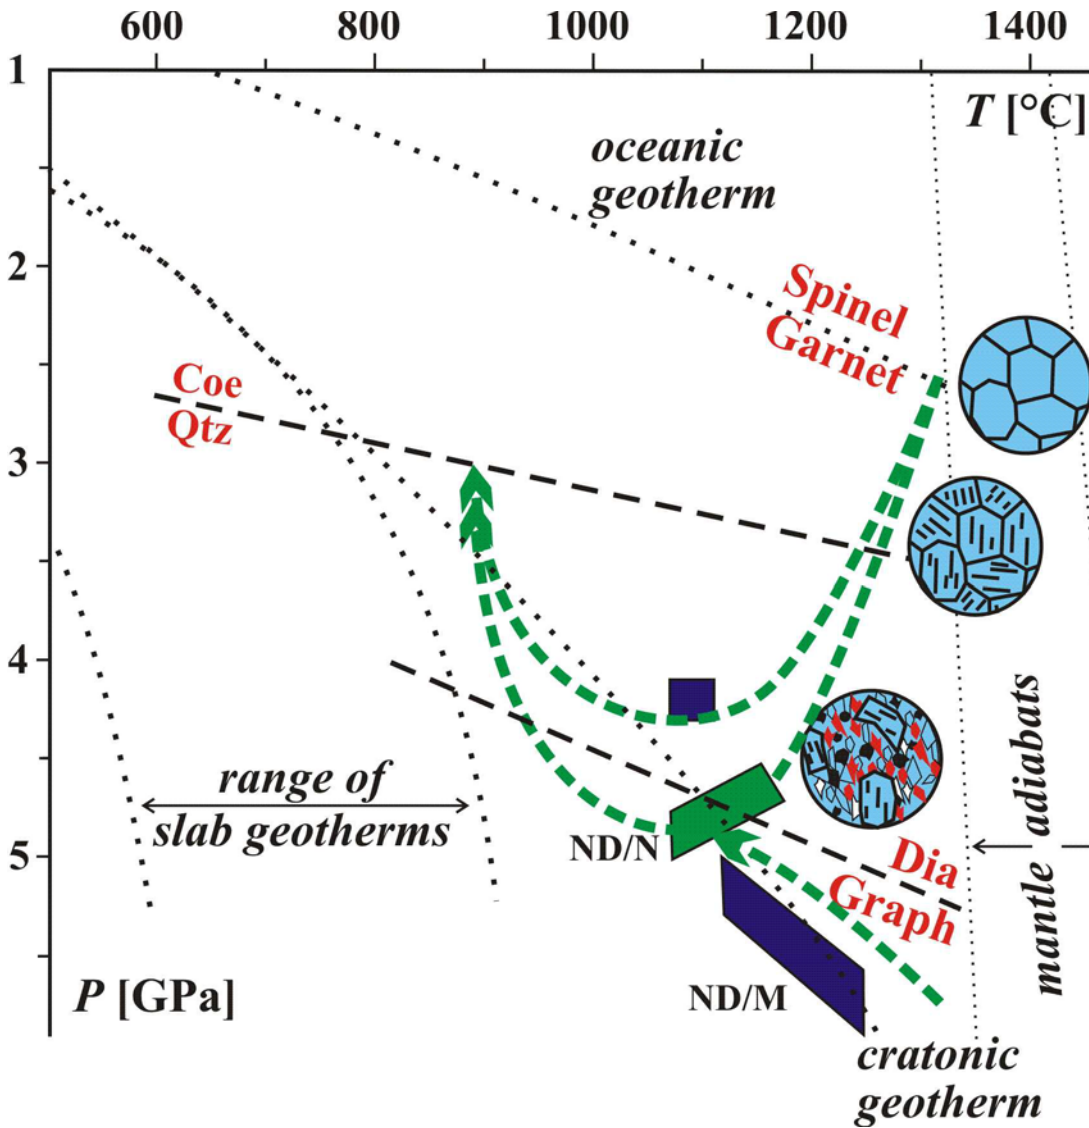 600 800 1000 1200 1400
1
T [°C]
oceanic
geotherm
2
Spinel
Garnet
Coe
Qtz
3
4
range of
slab geotherms
mantle adiabats
ND/N
5
Dia
Graph
P [GPa]
ND/M
cratonic
geotherm